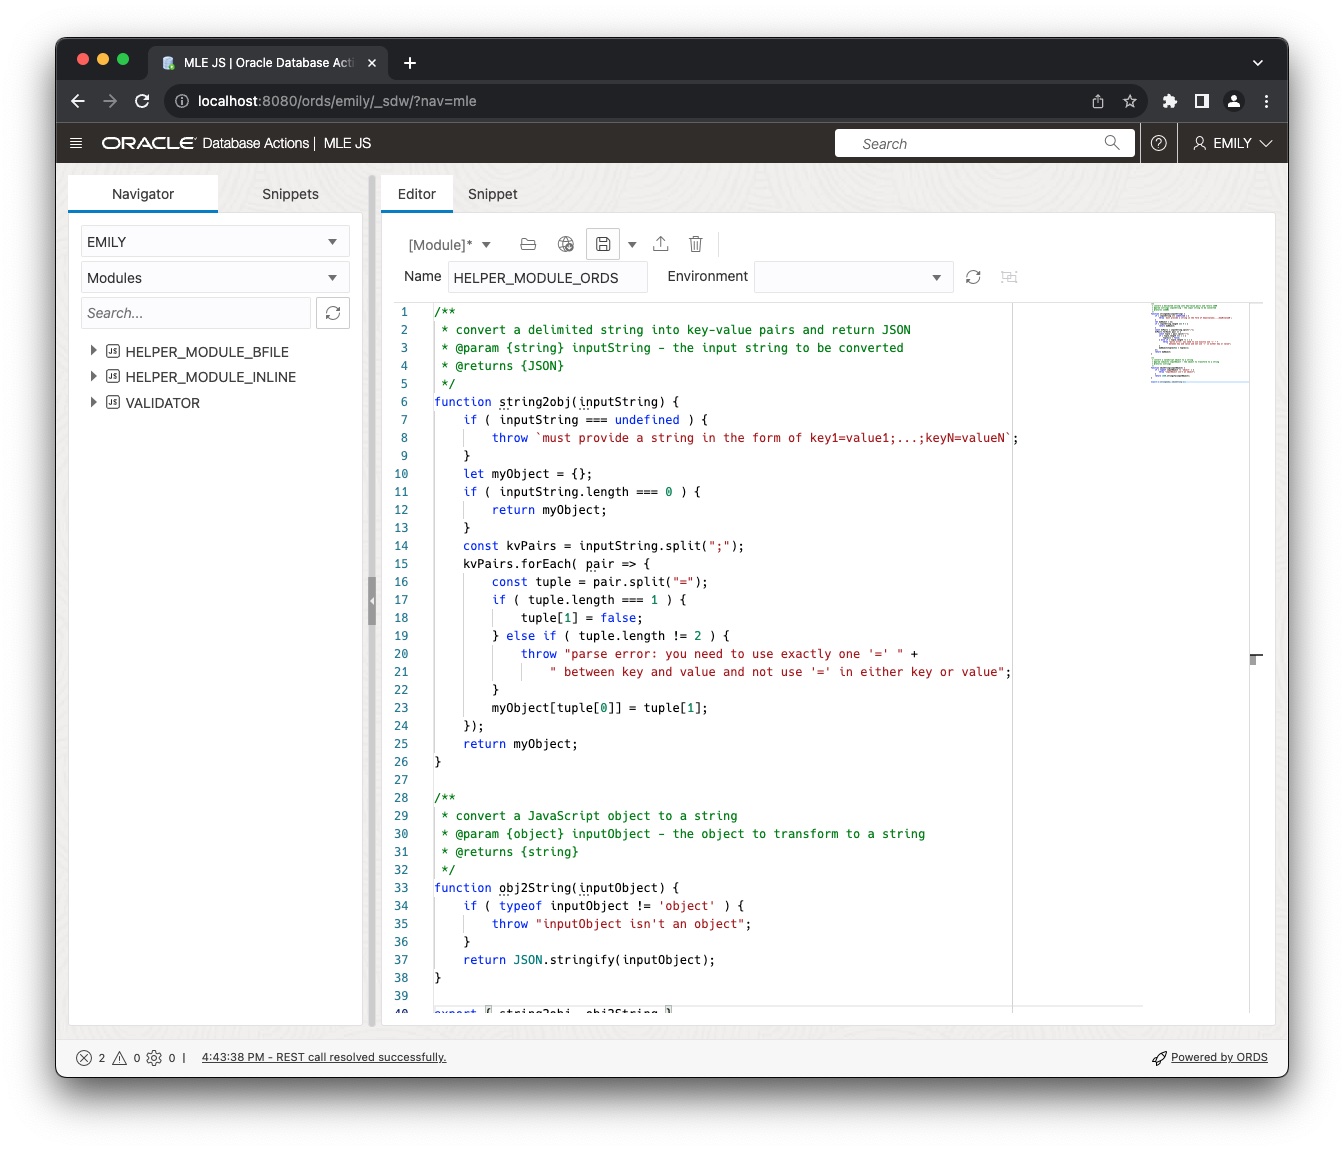 MLE JS | Oracle Database Acti
localhost:8080/ords/emily/_sdw/?nav=mle
ORACLE Database Actions | MLE JS
Search
EMILY
Navigator
Snippets
Editor
Snippet
EMILY
Modules
Search...
HELPER_MODULE_BFILE
HELPER_MODULE_INLINE
VALIDATOR
[Module]*
Name HELPER_MODULE_ORDS Environment
1 /**
2 * convert a delimited string into key-value pairs and return JSON
3 * @param {string} inputString - the input string to be converted
4 * @returns {JSON}
5 */
6 function string2obj(inputString) {
7 if ( inputString === undefined ) {
8 throw `must provide a string in the form of key1=value1;...;keyN=valueN`;
9 }
10 let myObject = {};
11 if ( inputString.length === 0 ) {
12 return myObject;
13 }
14 const kvPairs = inputString.split(";");
15 kvPairs.forEach( pair => {
16 const tuple = pair.split("=");
17 if ( tuple.length === 1 ) {
18 tuple[1] = false;
19 } else if ( tuple.length != 2 ) {
20 throw "parse error: you need to use exactly one '=' " +
21 " between key and value and not use '=' in either key or value";
22 }
23 myObject[tuple[0]] = tuple[1];
24 });
25 return myObject;
26 }
27
28 /**
29 * convert a JavaScript object to a string
30 * @param {object} inputObject - the object to transform to a string
31 * @returns {string}
32 */
33 function obj2String(inputObject) {
34 if ( typeof inputObject != 'object' ) {
35 throw "inputObject isn't an object";
36 }
37 return JSON.stringify(inputObject);
38 }
39
40 export { string2obj, obj2String }
2 0 0 | 4:43:38 PM - REST call resolved successfully.
Powered by ORDS